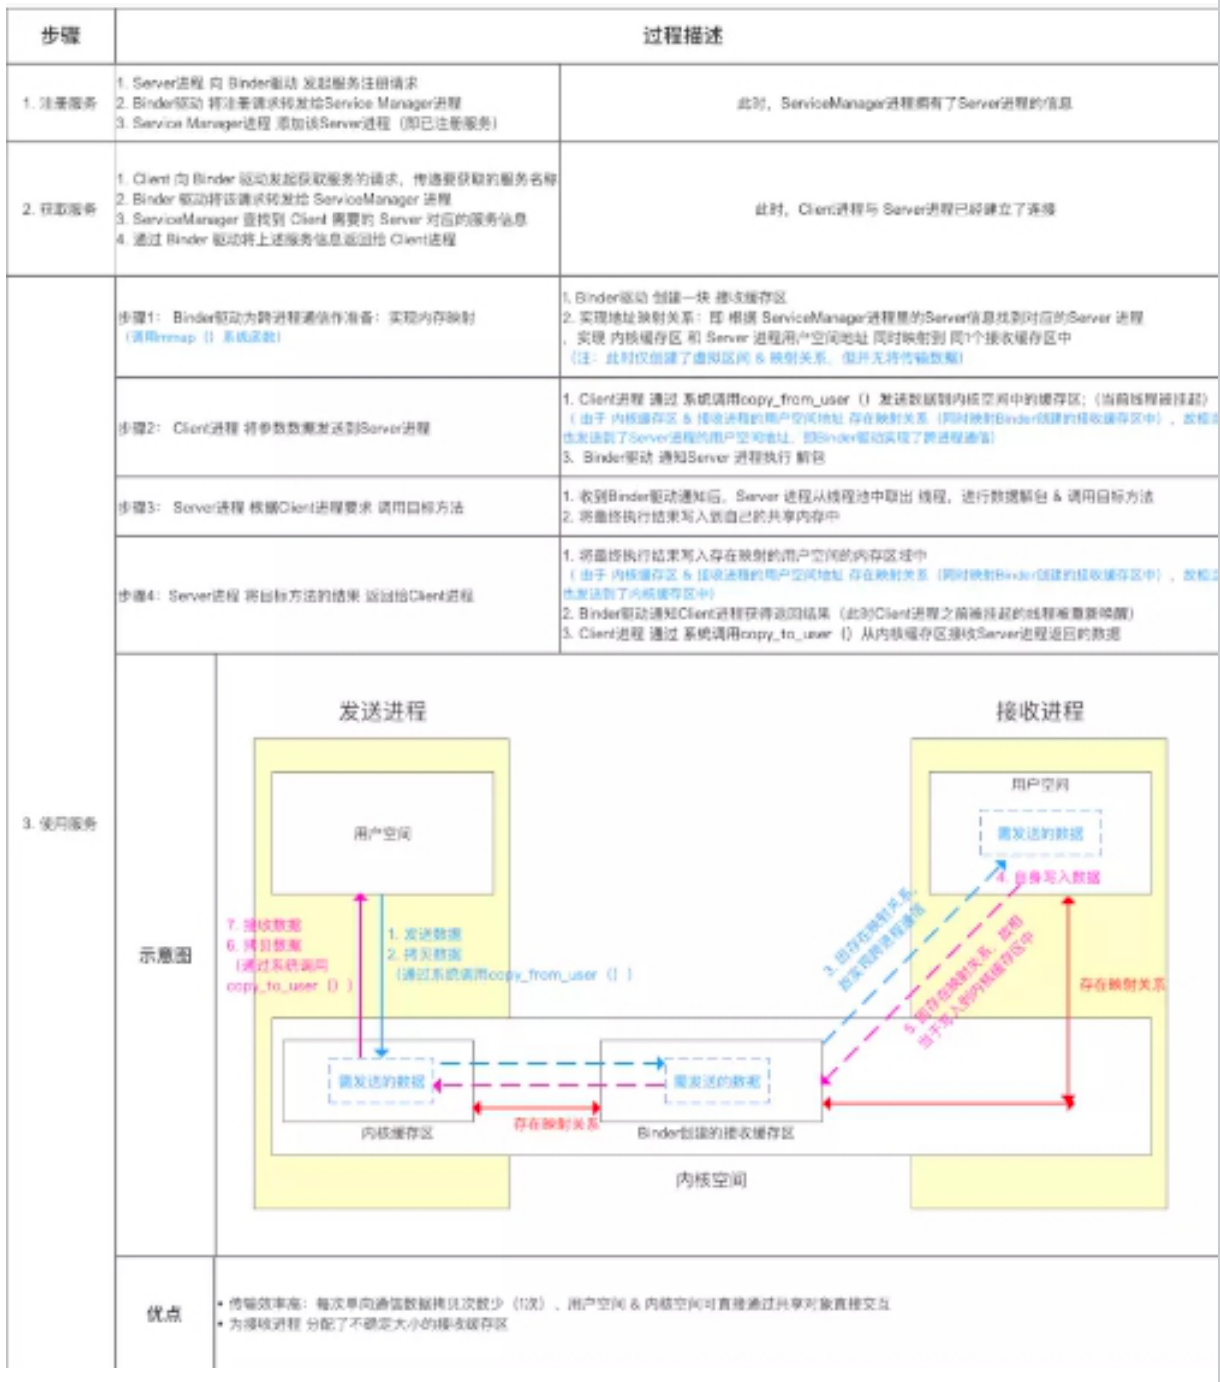 步骤
过程描述
1. 注册服务
1. Server进程 向 Binder驱动 发起服务注册请求
2. Binder驱动 将注册请求转发给Service Manager进程
3. Service Manager进程 添加该Server进程（即已注册服务）
此时，ServiceManager进程拥有了Server进程的信息
2. 获取服务
1. Client 向 Binder 驱动发起获取服务的请求，传递要获取的服务名称
2. Binder 驱动将该请求转发给 ServiceManager 进程
3. ServiceManager 查找到 Client 需要的 Server 对应的服务信息
4. 通过 Binder 驱动将上述服务信息返回给 Client进程
此时，Client进程与 Server进程已经建立了连接
3. 使用服务
步骤1： Binder驱动为跨进程通信作准备：实现内存映射
（调用mmap（）系统函数）
1. Binder驱动 创建一块 接收缓存区
2. 实现地址映射关系：即 根据 ServiceManager进程里的Server信息找到对应的Server 进程
，实现 内核缓存区 和 Server 进程用户空间地址 同时映射到 同1个接收缓存区中
（注：此时仅创建了虚拟区间 & 映射关系，但并无将传输数据）
步骤2： Client进程 将参数数据发送到Server进程
1. Client进程 通过 系统调用copy_from_user（）发送数据到内核空间中的缓存区；（当前线程被挂起）
（ 由于 内核缓存区 & 接收进程的用户空间地址 存在映射关系（同时映射Binder创建的接收缓存区中），故相当
也发送到了Server进程的用户空间地址，即Binder驱动实现了跨进程通信）
3. Binder驱动 通知Server 进程执行 解包
步骤3： Server进程 根据Client进程要求 调用目标方法
1. 收到Binder驱动通知后，Server 进程从线程池中取出 线程，进行数据解包 & 调用目标方法
2. 将最终执行结果写入到自己的共享内存中
步骤4：Server进程 将目标方法的结果 返回给Client进程
1. 将最终执行结果写入存在映射的用户空间的内存区域中
（ 由于 内核缓存区 & 接收进程的用户空间地址 存在映射关系（同时映射Binder创建的接收缓存区中），故相当
也发送到了内核缓存区中）
2. Binder驱动通知Client进程获得返回结果（此时Client进程之前被挂起的线程被重新唤醒）
3. Client进程 通过 系统调用copy_to_user（）从内核缓存区接收Server进程返回的数据
示意图
发送进程
接收进程
用户空间
用户空间
需发送的数据
4. 自身写入数据
7. 接收数据
6. 拷贝数据
（通过系统调用
copy_to_user（））
1. 发送数据
2. 拷贝数据
（通过系统调用copy_from_user（））
3. 因存在映射关系，
故实现跨进程通信
5. 因存在映射关系，故相
当于写入到内核缓存区中
存在映射关系
需发送的数据
需发送的数据
内核缓存区
存在映射关系
Binder创建的接收缓存区
内核空间
优点
• 传输效率高：每次单向通信数据拷贝次数少（1次）、用户空间 & 内核空间可直接通过共享对象直接交互
• 为接收进程 分配了不确定大小的接收缓存区